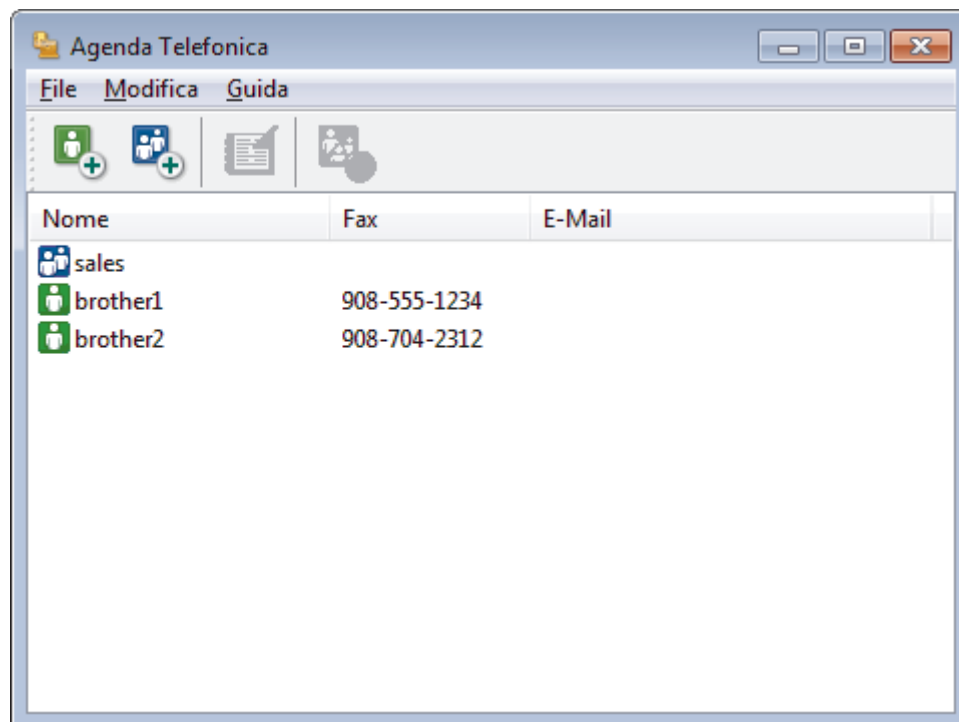 Agenda Telefonica
File Modifica Guida
Nome Fax E-Mail
sales
brother1 908-555-1234
brother2 908-704-2312